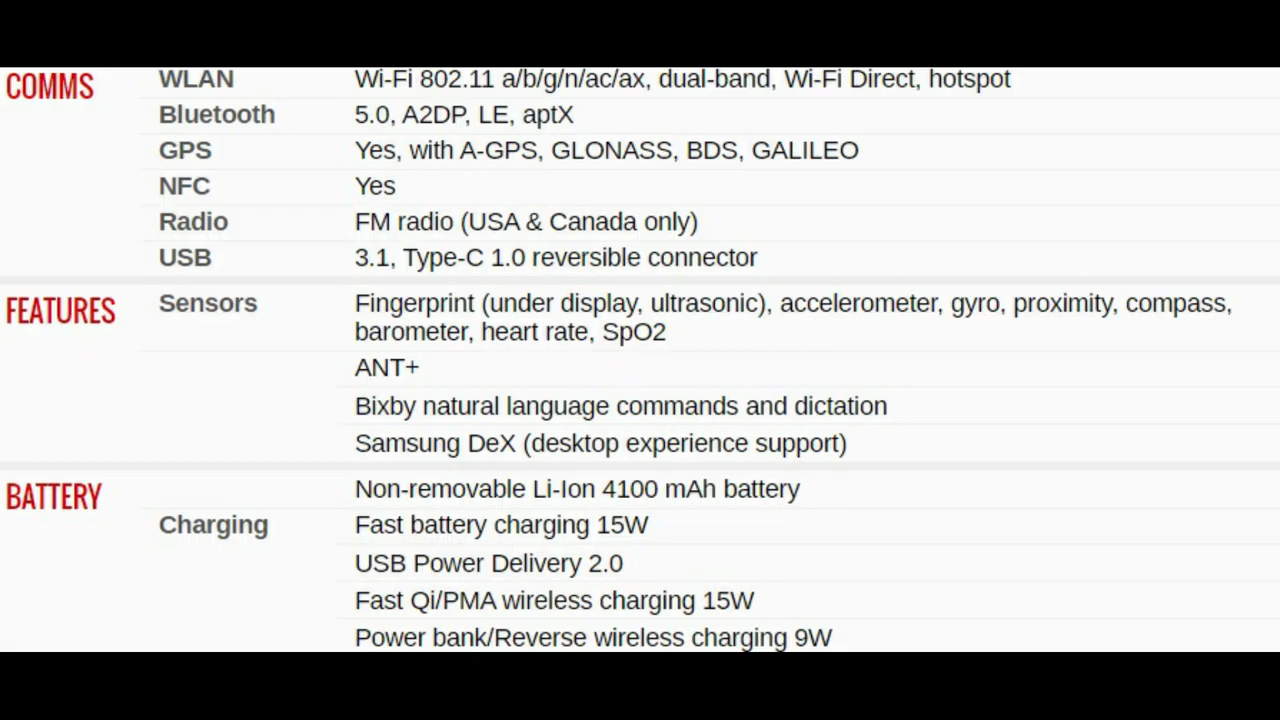 COMMS WLAN Wi-Fi 802.11 a/b/g/n/ac/ax, dual-band, Wi-Fi Direct, hotspot
Bluetooth 5.0, A2DP, LE, aptX
GPS Yes, with A-GPS, GLONASS, BDS, GALILEO
NFC Yes
Radio FM radio (USA & Canada only)
USB 3.1, Type-C 1.0 reversible connector
FEATURES Sensors Fingerprint (under display, ultrasonic), accelerometer, gyro, proximity, compass,
barometer, heart rate, SpO2
ANT+
Bixby natural language commands and dictation
Samsung DeX (desktop experience support)
BATTERY Non-removable Li-Ion 4100 mAh battery
Charging Fast battery charging 15W
USB Power Delivery 2.0
Fast Qi/PMA wireless charging 15W
Power bank/Reverse wireless charging 9W